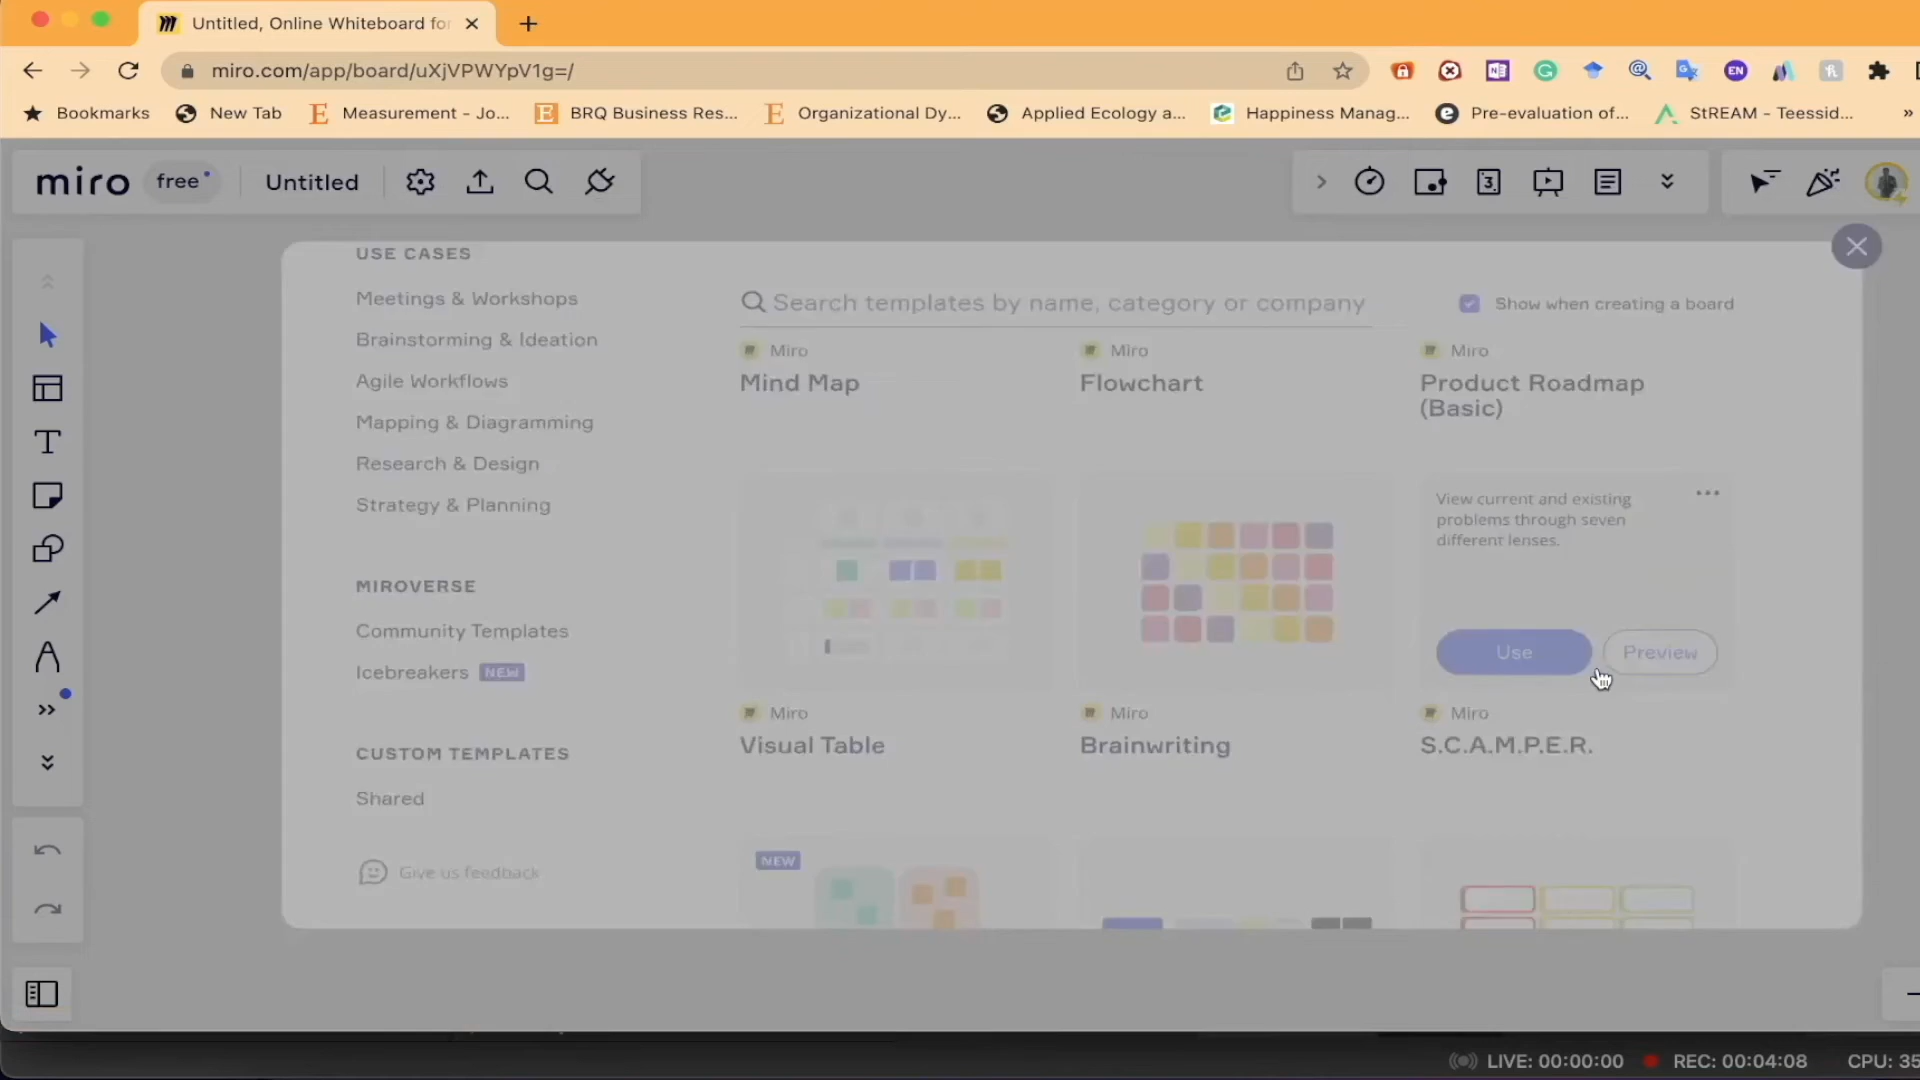 Untitled, Online Whiteboard for
miro.com/app/board/uXjVPWYpV1g=/
EN
Bookmarks
New Tab
Measurement - Jo...
BRQ Business Res...
Organizational Dy...
Applied Ecology a...
Happiness Manag...
Pre-evaluation of...
StREAM - Teessid...
»
miro
free
Untitled
3
USE CASES
Meetings & Workshops
Brainstorming & Ideation
Agile Workflows
Mapping & Diagramming
Research & Design
Strategy & Planning
MIROVERSE
Community Templates
Icebreakers NEW
CUSTOM TEMPLATES
Shared
Give us feedback
Search templates by name, category or company
Show when creating a board
Miro
Mind Map
Miro
Flowchart
Miro
Product Roadmap
(Basic)
View current and existing
problems through seven
different lenses.
Use
Preview
Miro
Visual Table
Miro
Brainwriting
Miro
S.C.A.M.P.E.R.
NEW
LIVE: 00:00:00
REC: 00:04:08
CPU: 35